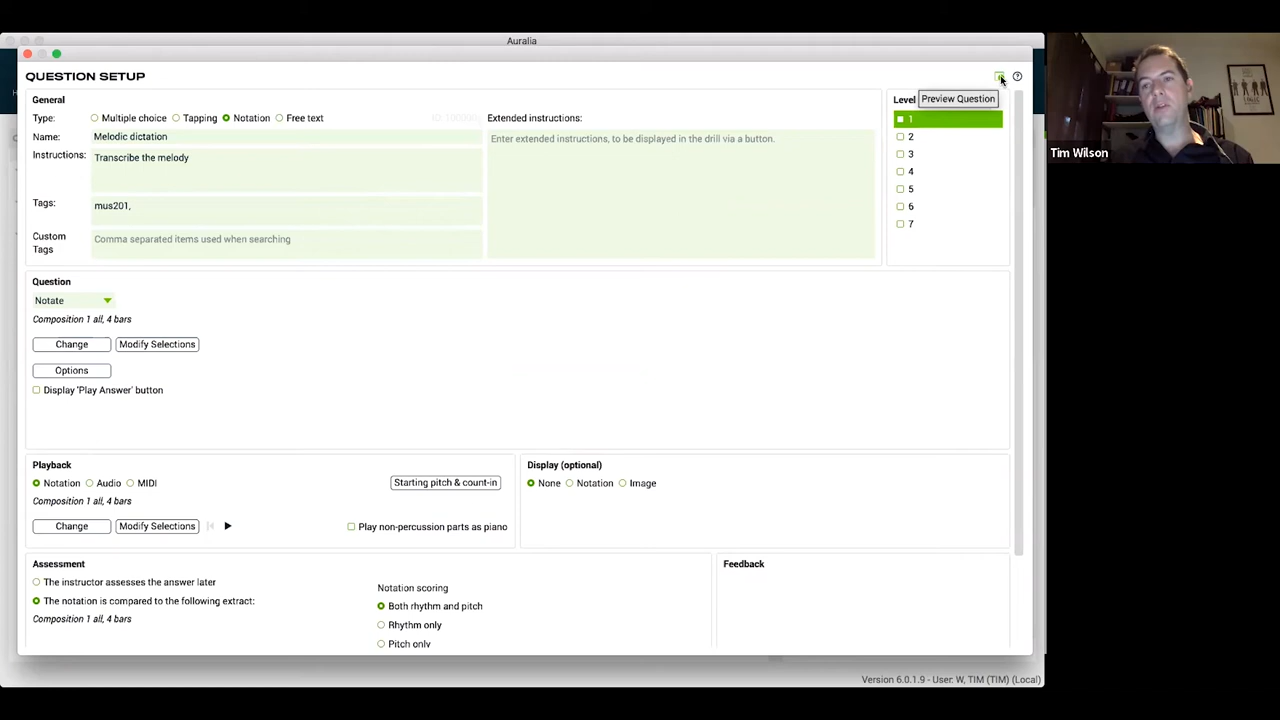 Auralia
QUESTION SETUP
Preview Question
General
Type: Multiple choice Tapping Notation Free text
Name: Melodic dictation
Instructions: Transcribe the melody
Tags: mus201,
Custom Tags Comma separated items used when searching
Extended instructions:
Enter extended instructions, to be displayed in the drill via a button.
Level
1
2
3
4
5
6
7
Tim Wilson
Question
Notate
Composition 1 all, 4 bars
Change Modify Selections
Options
Display 'Play Answer' button
Playback
Notation Audio MIDI
Starting pitch & count-in
Composition 1 all, 4 bars
Change Modify Selections
Play non-percussion parts as piano
Display (optional)
None Notation Image
Assessment
The instructor assesses the answer later
The notation is compared to the following extract:
Composition 1 all, 4 bars
Notation scoring
Both rhythm and pitch
Rhythm only
Pitch only
Feedback
Version 6.0.1.9 - User: W, TIM (TIM) (Local)